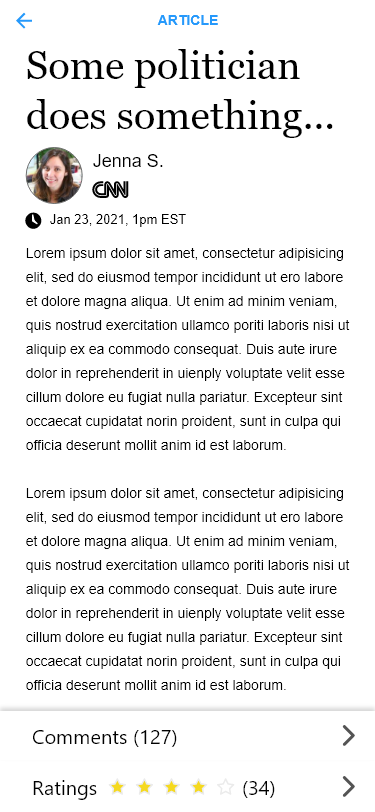 ARTICLE
Some politician
does something...
Jenna S.
CNN
Jan 23, 2021, 1pm EST
Lorem ipsum dolor sit amet, consectetur adipisicing
elit, sed do eiusmod tempor incididunt ut ero labore
et dolore magna aliqua. Ut enim ad minim veniam,
quis nostrud exercitation ullamco poriti laboris nisi ut
aliquip ex ea commodo consequat. Duis aute irure
dolor in reprehenderit in uienply voluptate velit esse
cillum dolore eu fugiat nulla pariatur. Excepteur sint
occaecat cupidatat norin proident, sunt in culpa qui
officia deserunt mollit anim id est laborum.
Lorem ipsum dolor sit amet, consectetur adipisicing
elit, sed do eiusmod tempor incididunt ut ero labore
et dolore magna aliqua. Ut enim ad minim veniam,
quis nostrud exercitation ullamco poriti laboris nisi ut
aliquip ex ea commodo consequat. Duis aute irure
dolor in reprehenderit in uienply voluptate velit esse
cillum dolore eu fugiat nulla pariatur. Excepteur sint
occaecat cupidatat norin proident, sunt in culpa qui
officia deserunt mollit anim id est laborum.
Comments (127)
Ratings (34)